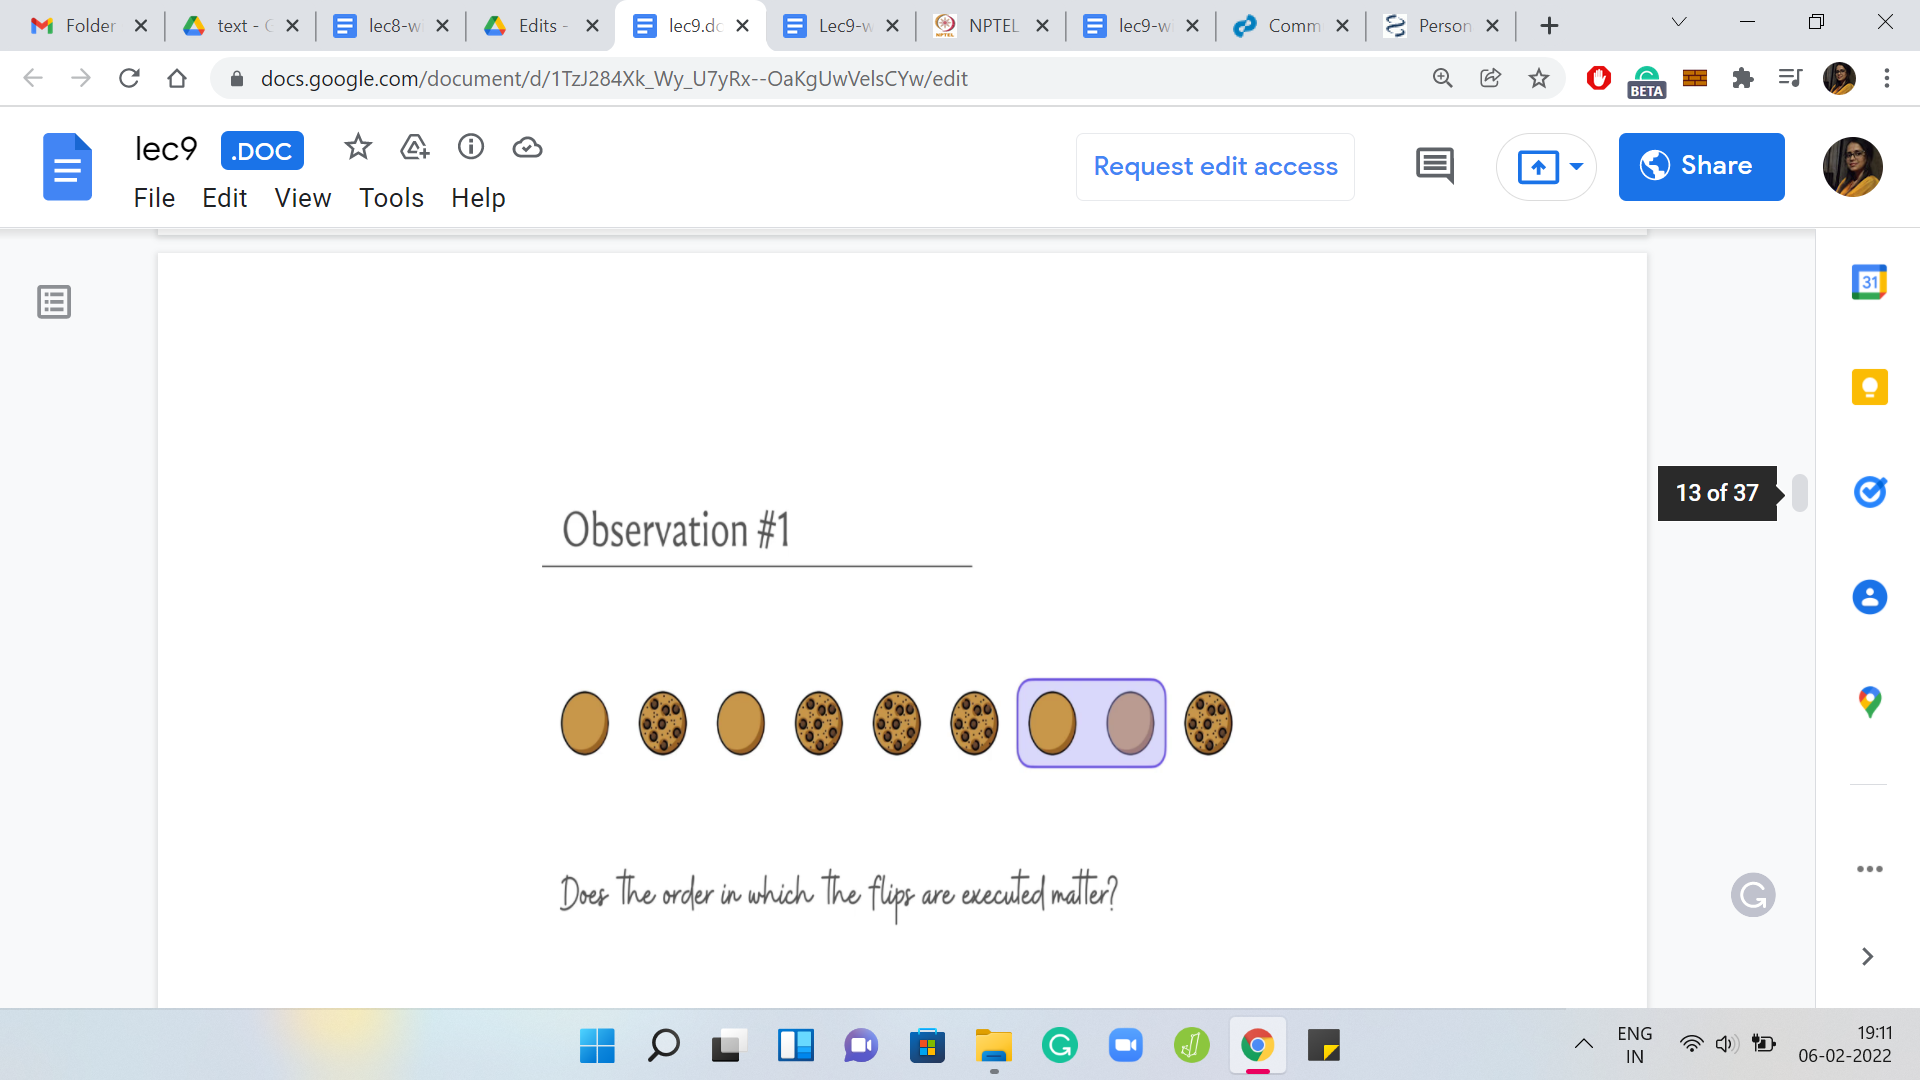 Folder
text - G
lec8-w
Edits -
lec9.dc
Lec9-w
NPTEL
lec9-w
Comm
Person
docs.google.com/document/d/1TzJ284Xk_Wy_U7yRx--OaKgUwVelsCYw/edit
BETA
lec9
.DOC
File Edit View Tools Help
Request edit access
Share
31
13 of 37
Observation #1
Does the order in which the flips are executed matter?
ENG
IN
19:11
06-02-2022